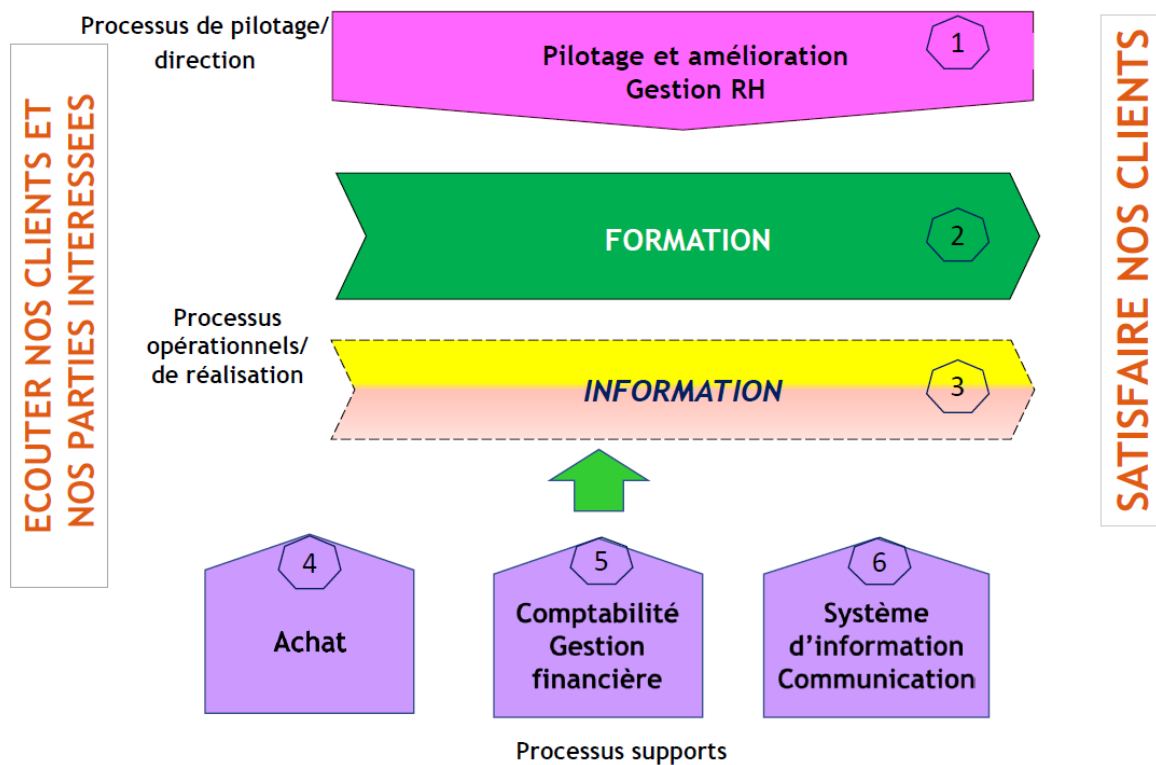 Processus de pilotage/
direction
1
Pilotage et amélioration
Gestion RH
ECOUTER NOS CLIENTS ET
NOS PARTIES INTERESSEES
SATISFAIRE NOS CLIENTS
FORMATION
2
Processus
opérationnels/
de réalisation
INFORMATION
3
4
Achat
5
Comptabilité
Gestion
financière
6
Système
d’information
Communication
Processus supports